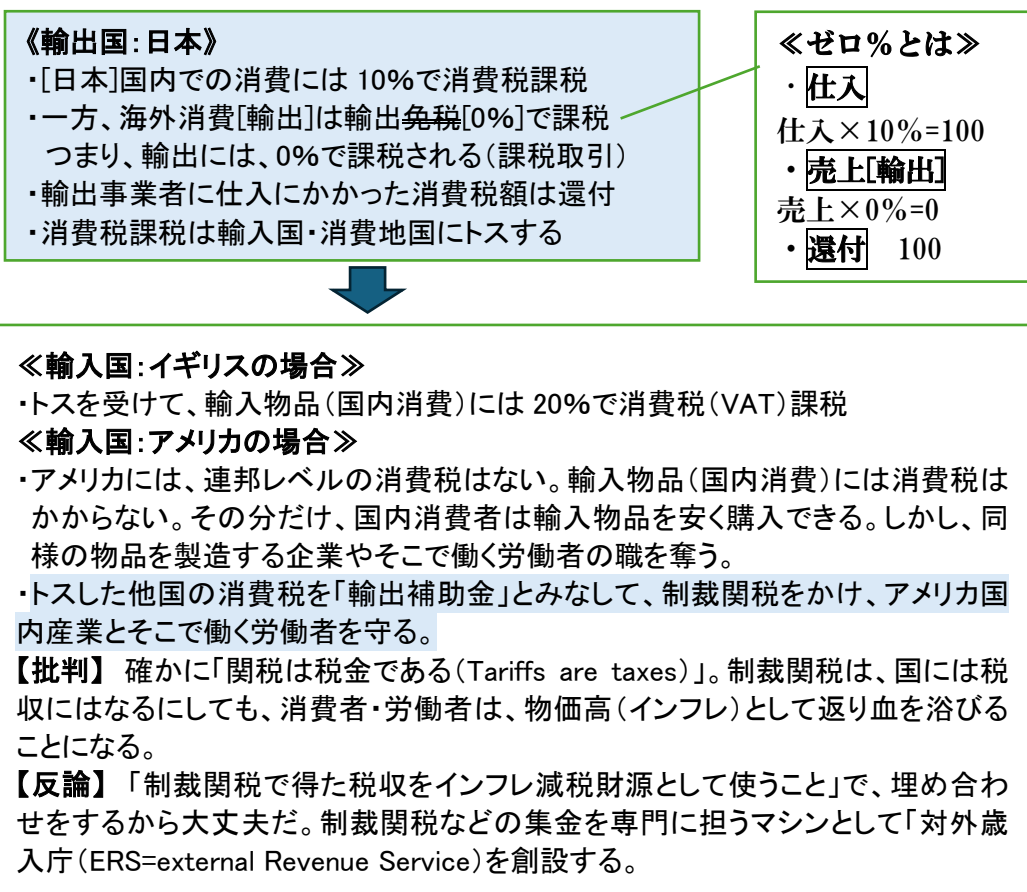 《輸出国：日本》
・[日本]国内での消費には 10％で消費税課税
・一方、海外消費[輸出]は輸出免税[0％]で課税
つまり、輸出には、0％で課税される（課税取引）
・輸出事業者に仕入にかかった消費税額は還付
・消費税課税は輸入国・消費地国にトスする
≪ゼロ％とは≫
・仕入
仕入×10％=100
・売上[輸出]
売上×0％=0
・還付　100
≪輸入国：イギリスの場合≫
・トスを受けて、輸入物品（国内消費）には 20％で消費税（VAT）課税
≪輸入国：アメリカの場合≫
・アメリカには、連邦レベルの消費税はない。輸入物品（国内消費）には消費税は
かからない。その分だけ、国内消費者は輸入物品を安く購入できる。しかし、同
様の物品を製造する企業やそこで働く労働者の職を奪う。
・トスした他国の消費税を「輸出補助金」とみなして、制裁関税をかけ、アメリカ国
内産業とそこで働く労働者を守る。
【批判】 確かに「関税は税金である（Tariffs are taxes）」。制裁関税は、国には税
収にはなるにしても、消費者・労働者は、物価高（インフレ）として返り血を浴びる
ことになる。
【反論】 「制裁関税で得た税収をインフレ減税財源として使うこと」で、埋め合わ
せをするから大丈夫だ。制裁関税などの集金を専門に担うマシンとして「対外歳
入庁（ERS=external Revenue Service）を創設する。